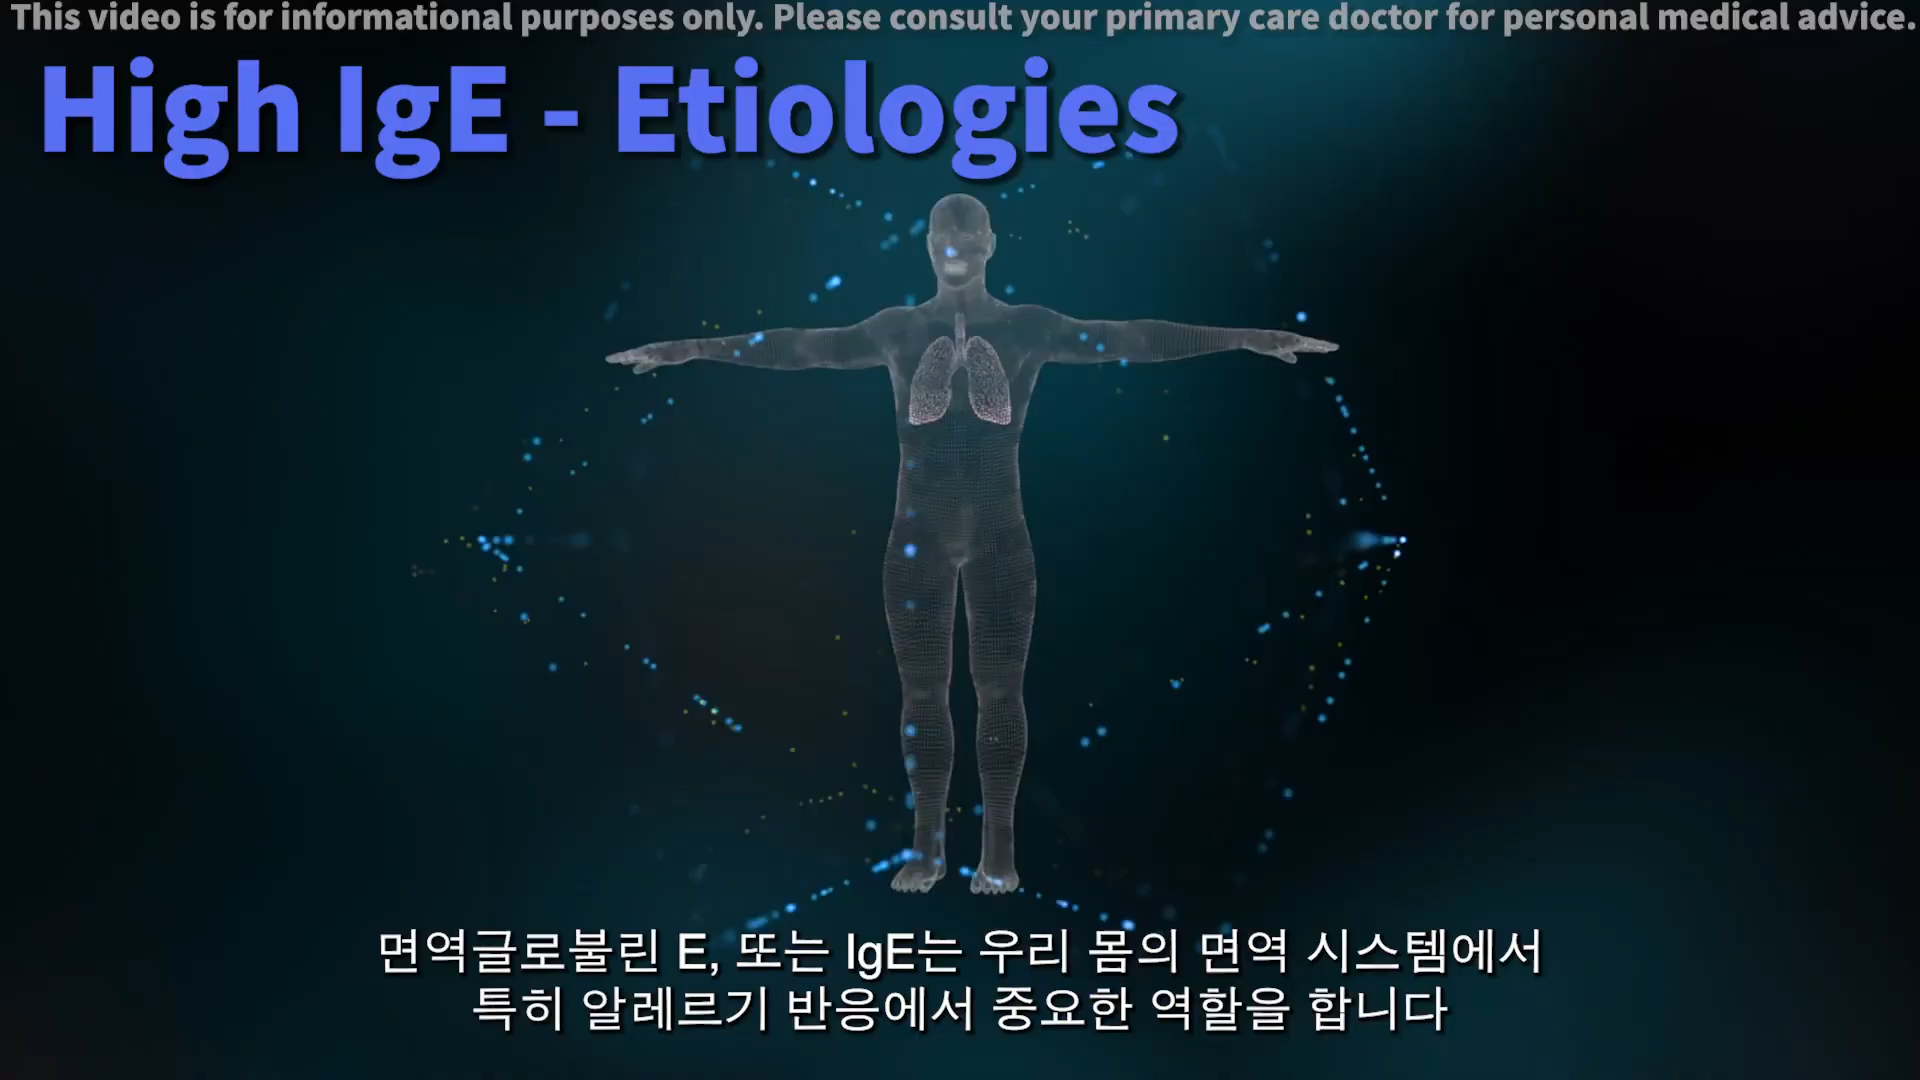 This video is for informational purposes only. Please consult your primary care doctor for personal medical advice.
High IgE - Etiologies
면역글로불린 E, 또는 IgE는 우리 몸의 면역 시스템에서
특히 알레르기 반응에서 중요한 역할을 합니다